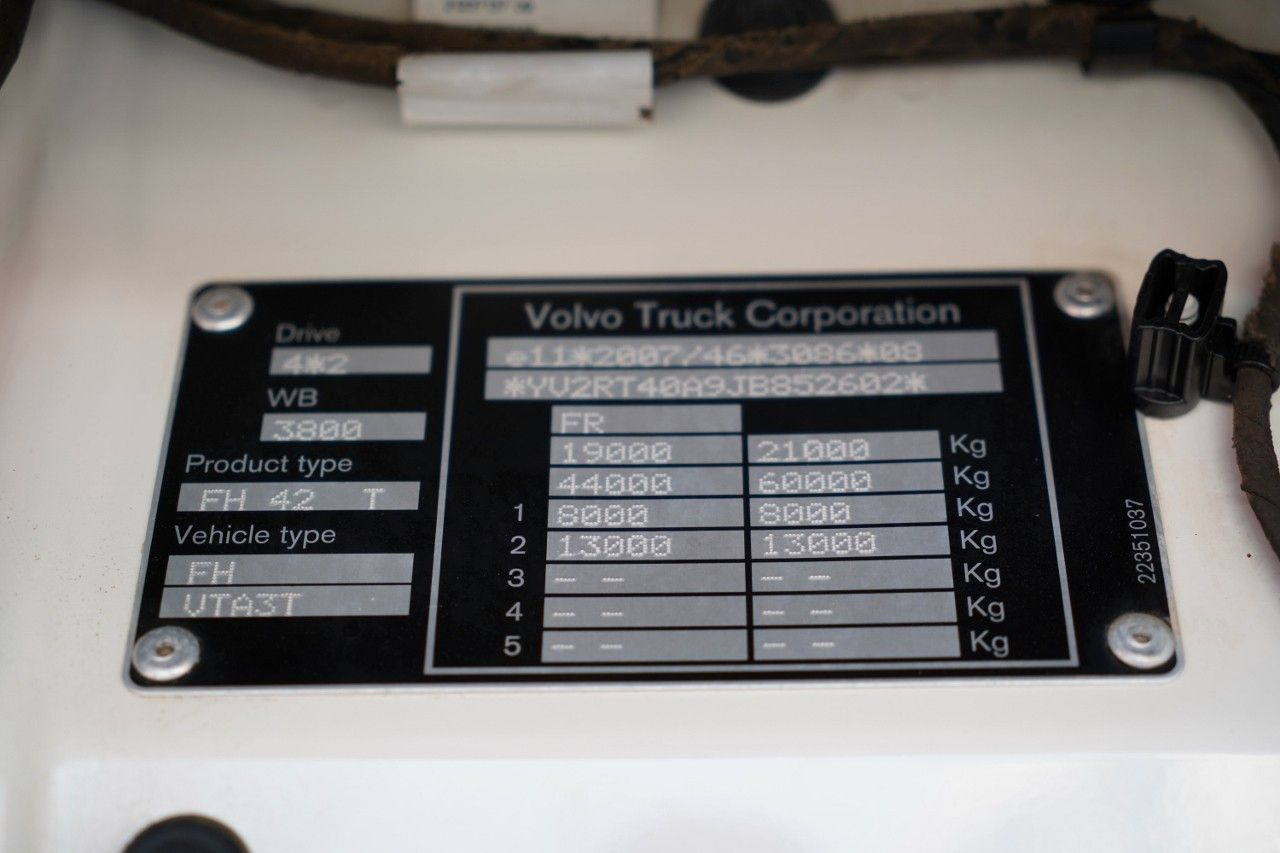 Drive
4*2
WB
3800
Product type
FH 42 T
Vehicle type
FH
VTA3T
Volvo Truck Corporation
e11*2007/46*3086*08
*YV2RT40A9JB852602*
FR
19000 21000 Kg
44000 60000 Kg
1 8000 8000 Kg
2 13000 13000 Kg
3 -- -- -- -- Kg
4 -- -- -- -- Kg
5 -- -- -- -- Kg
22351037